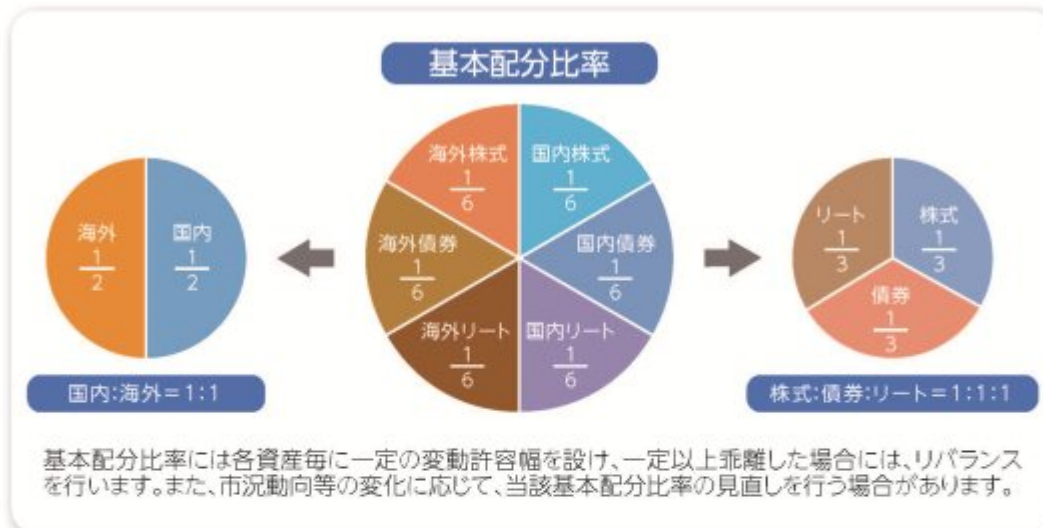 基本配分比率
海外株式
1
6
国内株式
1
6
海外債券
1
6
国内債券
1
6
海外リート
1
6
国内リート
1
6
海外
1
2
国内
1
2
国内:海外=1:1
リート
1
3
株式
1
3
債券
1
3
株式:債券:リート=1:1:1
基本配分比率には各資産毎に一定の変動許容幅を設け、一定以上乖離した場合には、リバランス
を行います。また、市況動向等の変化に応じて、当該基本配分比率の見直しを行う場合があります。